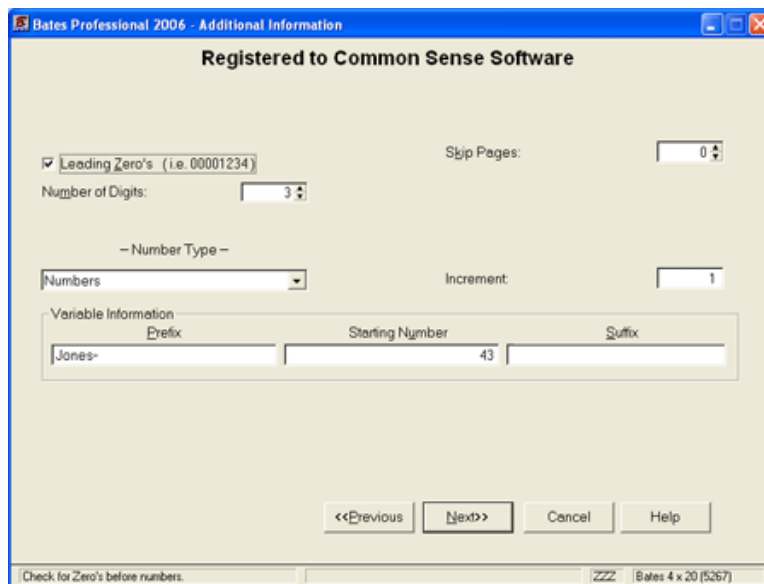 Bates Professional 2006 - Additional Information
Registered to Common Sense Software
Leading Zero's (i.e. 00001234)
Skip Pages: 0
Number of Digits: 3
– Number Type –
Numbers
Increment: 1
Variable Information
Prefix Starting Number Suffix
Jones- 43
<<Previous Next>> Cancel Help
Check for Zero's before numbers. ZZZ Bates 4 x 20 (5267)